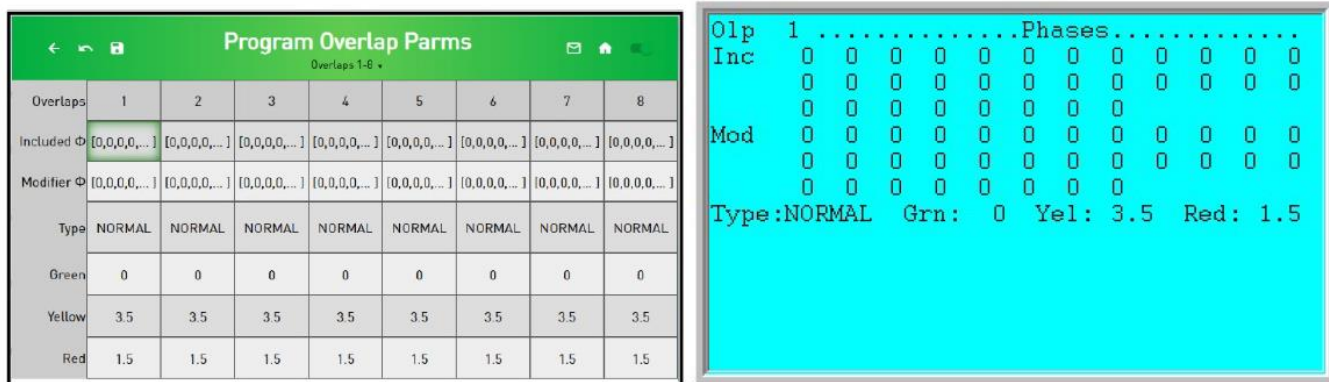 Program Overlap Parms
Overlaps 1-8
Overlaps 1 2 3 4 5 6 7 8
Included Φ [0,0,0,0,... ] [0,0,0,0,... ] [0,0,0,0,... ] [0,0,0,0,... ] [0,0,0,0,... ] [0,0,0,0,... ] [0,0,0,0,... ] [0,0,0,0,... ]
Modifier Φ [0,0,0,0,... ] [0,0,0,0,... ] [0,0,0,0,... ] [0,0,0,0,... ] [0,0,0,0,... ] [0,0,0,0,... ] [0,0,0,0,... ] [0,0,0,0,... ]
Type NORMAL NORMAL NORMAL NORMAL NORMAL NORMAL NORMAL NORMAL
Green 0 0 0 0 0 0 0 0
Yellow 3.5 3.5 3.5 3.5 3.5 3.5 3.5 3.5
Red 1.5 1.5 1.5 1.5 1.5 1.5 1.5 1.5
Olp 1 ..............Phases..............
Inc 0 0 0 0 0 0 0 0 0 0 0 0
0 0 0 0 0 0 0 0 0 0 0 0
0 0 0 0 0 0 0 0
Mod 0 0 0 0 0 0 0 0 0 0 0 0
0 0 0 0 0 0 0 0 0 0 0 0
0 0 0 0 0 0 0 0
Type:NORMAL Grn: 0 Yel: 3.5 Red: 1.5